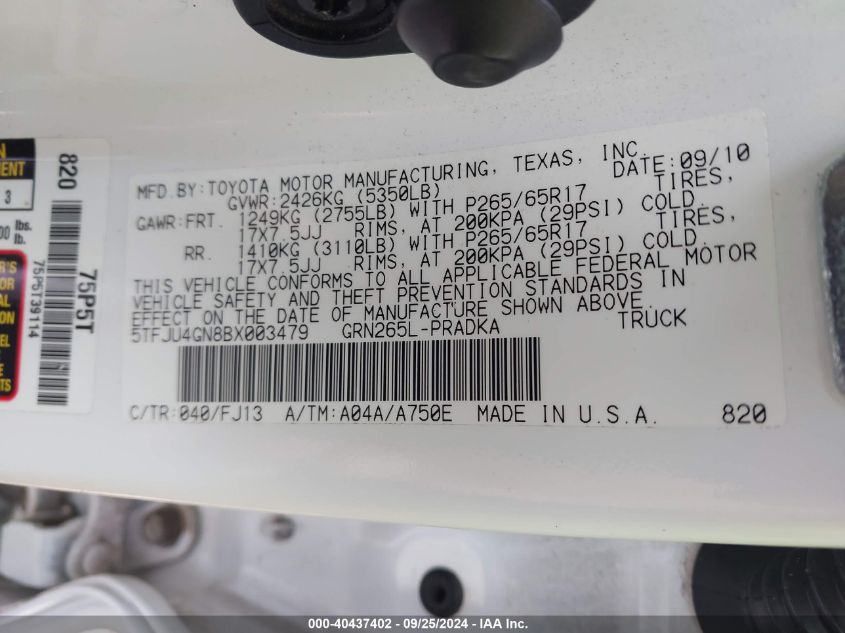 MFD.BY:TOYOTA MOTOR MANUFACTURING, TEXAS, INC. DATE:09/10
GVWR:2426KG (5350LB)
GAWR:FRT. 1249KG (2755LB) WITH P265/65R17 TIRES,
17X7.5JJ RIMS, AT 200KPA (29PSI) COLD.
RR. 1410KG (3110LB) WITH P265/65R17 TIRES,
17X7.5JJ RIMS, AT 200KPA (29PSI) COLD.
THIS VEHICLE CONFORMS TO ALL APPLICABLE FEDERAL MOTOR
VEHICLE SAFETY AND THEFT PREVENTION STANDARDS IN
EFFECT ON THE DATE OF MANUFACTURE SHOWN ABOVE.
5TFJU4GN8BX003479 GRN265L-PRADKA TRUCK
C/TR:040/FJ13 A/TM:A04A/A750E MADE IN U.S.A. 820
820
75P5T
75P5T39114
3
lbs.
lb.
000-40437402 - 09/25/2024 - IAA Inc.